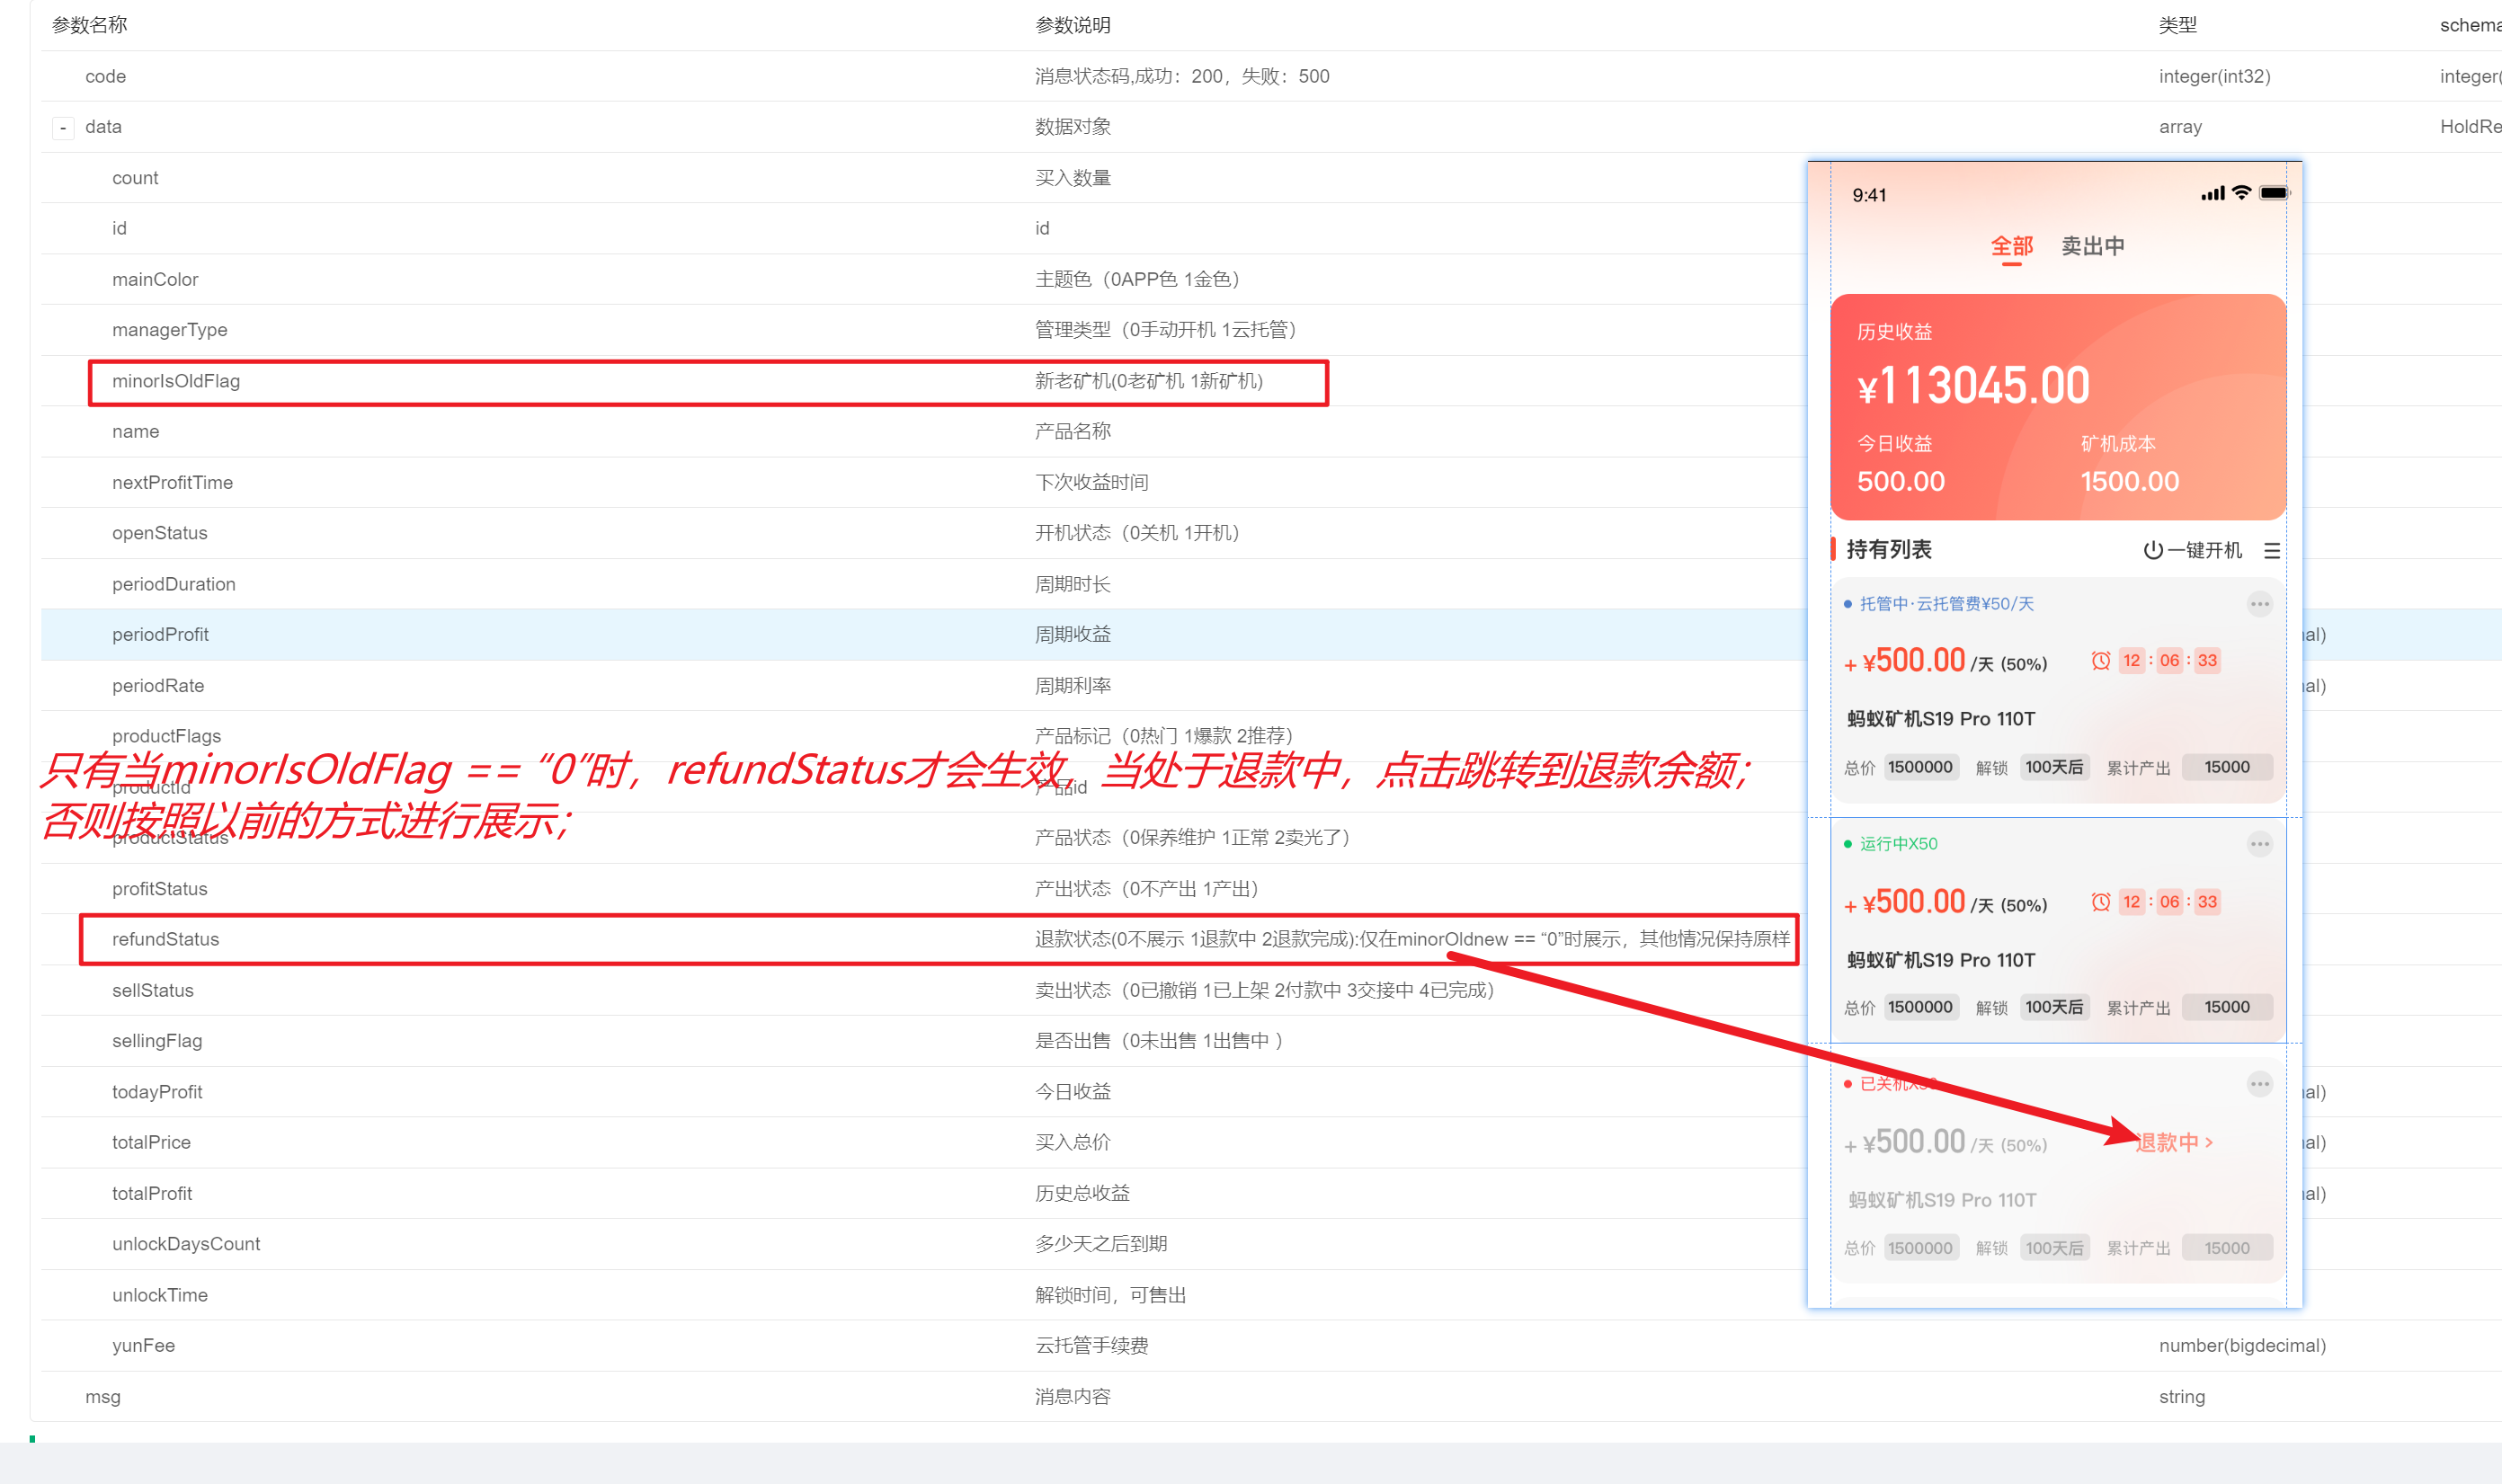 参数名称 参数说明 类型 schema
code 消息状态码,成功：200，失败：500 integer(int32) integer(
- data 数据对象 array HoldRe
count 买入数量
id id
mainColor 主题色（0APP色 1金色）
managerType 管理类型（0手动开机 1云托管）
minorIsOldFlag 新老矿机(0老矿机 1新矿机)
name 产品名称
nextProfitTime 下次收益时间
openStatus 开机状态（0关机 1开机）
periodDuration 周期时长
periodProfit 周期收益 al)
periodRate 周期利率 al)
productFlags 产品标记（0热门 1爆款 2推荐）
只有当minorIsOldFlag == “0”时，refundStatus才会生效，当处于退款中，点击跳转到退款余额；
productId 产品id
否则按照以前的方式进行展示；
productStatus 产品状态（0保养维护 1正常 2卖光了）
profitStatus 产出状态（0不产出 1产出）
refundStatus 退款状态(0不展示 1退款中 2退款完成):仅在minorOldnew == “0”时展示，其他情况保持原样
sellStatus 卖出状态（0已撤销 1已上架 2付款中 3交接中 4已完成）
sellingFlag 是否出售（0未出售 1出售中 ）
todayProfit 今日收益 al)
totalPrice 买入总价 al)
totalProfit 历史总收益 al)
unlockDaysCount 多少天之后到期
unlockTime 解锁时间，可售出
yunFee 云托管手续费 number(bigdecimal)
msg 消息内容 string
9:41
全部 卖出中
历史收益
¥113045.00
今日收益 矿机成本
500.00 1500.00
持有列表 一键开机
托管中·云托管费¥50/天
+ ¥500.00 /天 (50%) 12 : 06 : 33
蚂蚁矿机S19 Pro 110T
总价 1500000 解锁 100天后 累计产出 15000
运行中X50
+ ¥500.00 /天 (50%) 12 : 06 : 33
蚂蚁矿机S19 Pro 110T
总价 1500000 解锁 100天后 累计产出 15000
已关机X50
+ ¥500.00 /天 (50%) 退款中 >
蚂蚁矿机S19 Pro 110T
总价 1500000 解锁 100天后 累计产出 15000